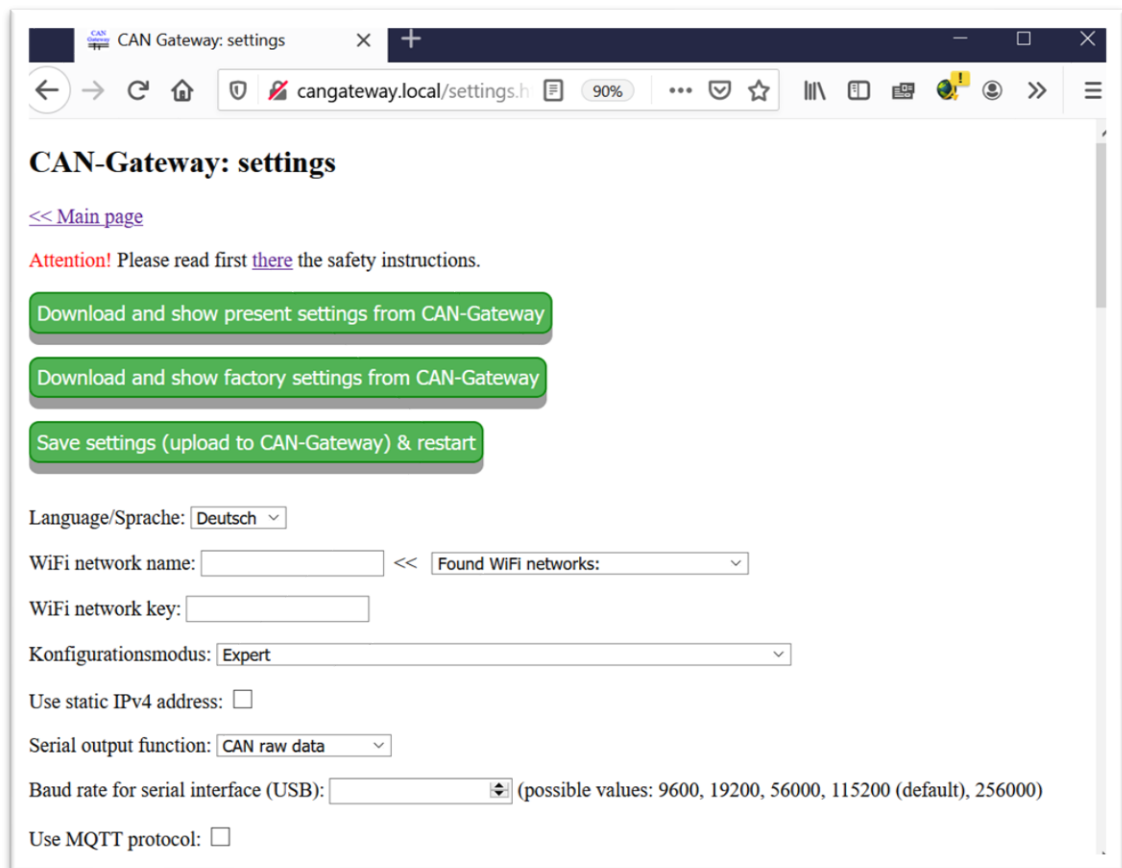 CAN Gateway: settings
cangateway.local/settings.h 90%
CAN-Gateway: settings
<< Main page
Attention! Please read first there the safety instructions.
Download and show present settings from CAN-Gateway
Download and show factory settings from CAN-Gateway
Save settings (upload to CAN-Gateway) & restart
Language/Sprache: Deutsch
WiFi network name: << Found WiFi networks:
WiFi network key:
Konfigurationsmodus: Expert
Use static IPv4 address:
Serial output function: CAN raw data
Baud rate for serial interface (USB): (possible values: 9600, 19200, 56000, 115200 (default), 256000)
Use MQTT protocol: